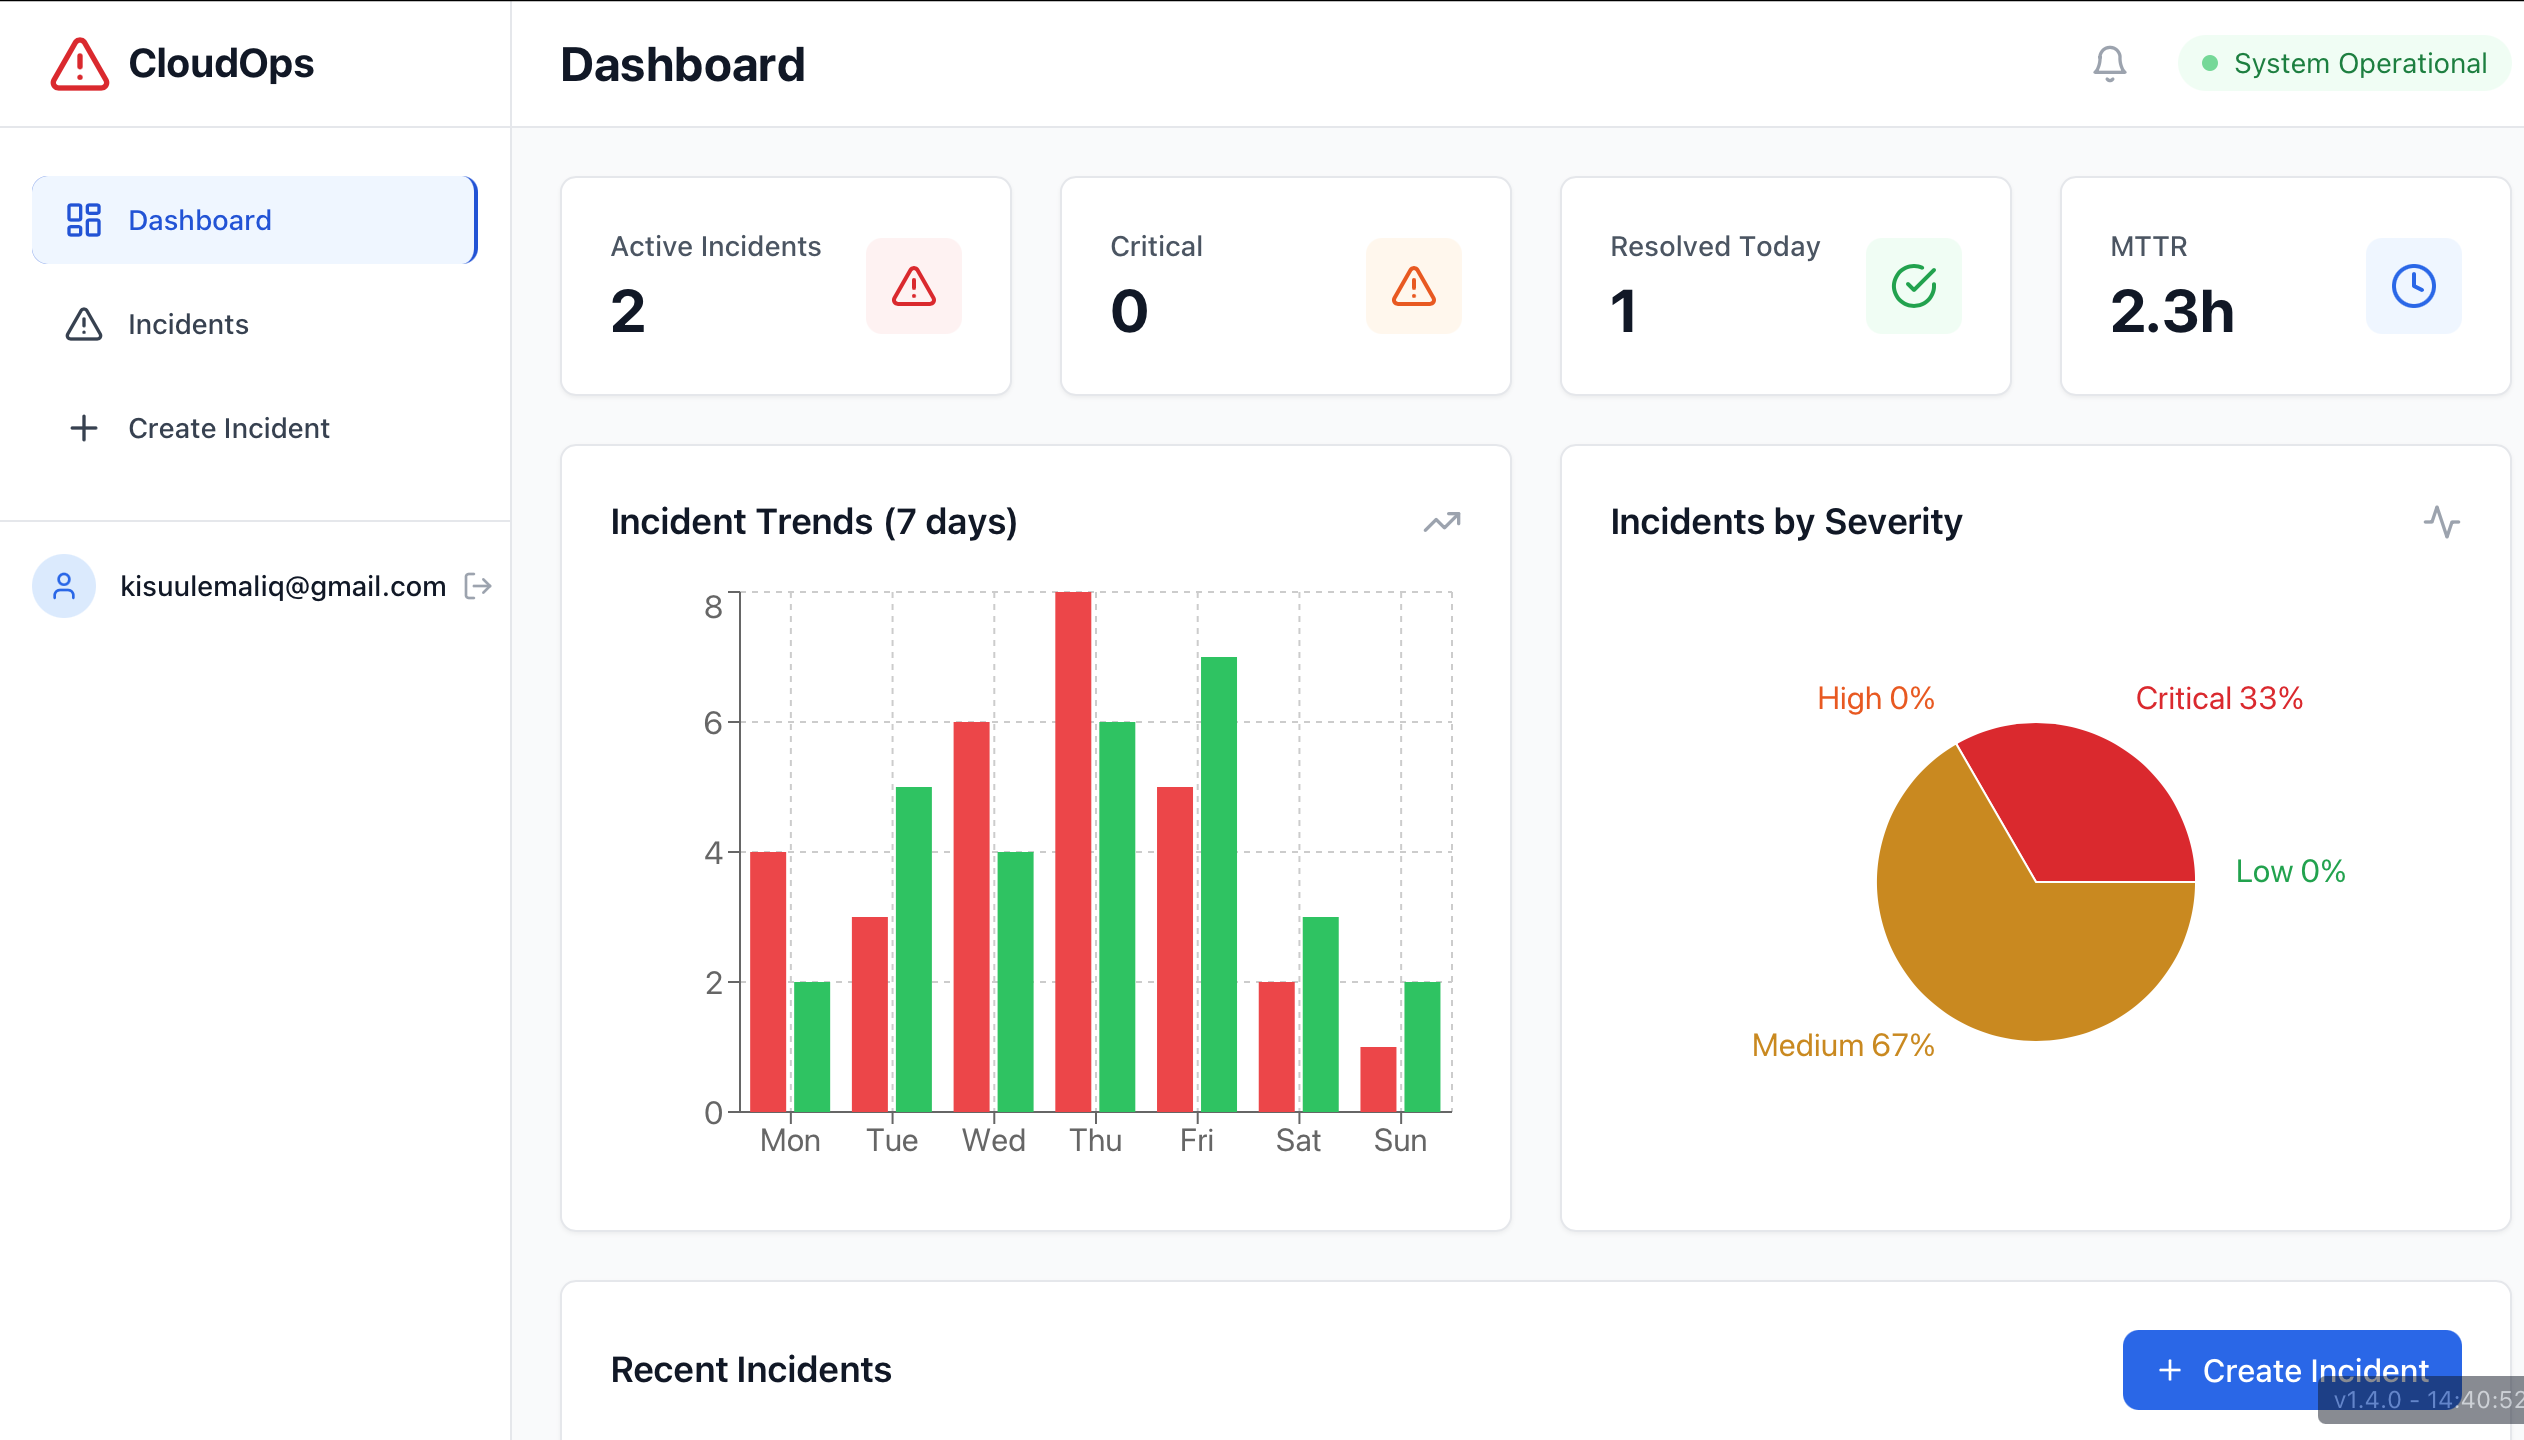 CloudOps
Dashboard
System Operational
Dashboard
Incidents
Create Incident
kisuulemaliq@gmail.com
Active Incidents
2
Critical
0
Resolved Today
1
MTTR
2.3h
Incident Trends (7 days)
8
6
4
2
0
Mon Tue Wed Thu Fri Sat Sun
Incidents by Severity
High 0%
Critical 33%
Low 0%
Medium 67%
Recent Incidents
Create Incident
v1.4.0 - 14:40:52